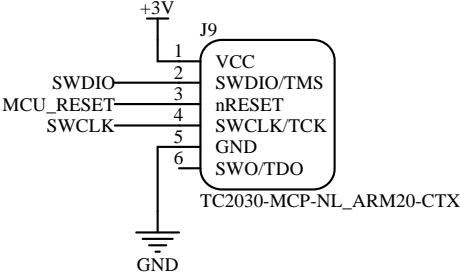 +3V
J9
1 VCC
SWDIO 2 SWDIO/TMS
MCU_RESET 3 nRESET
SWCLK 4 SWCLK/TCK
5 GND
6 SWO/TDO
TC2030-MCP-NL_ARM20-CTX
GND